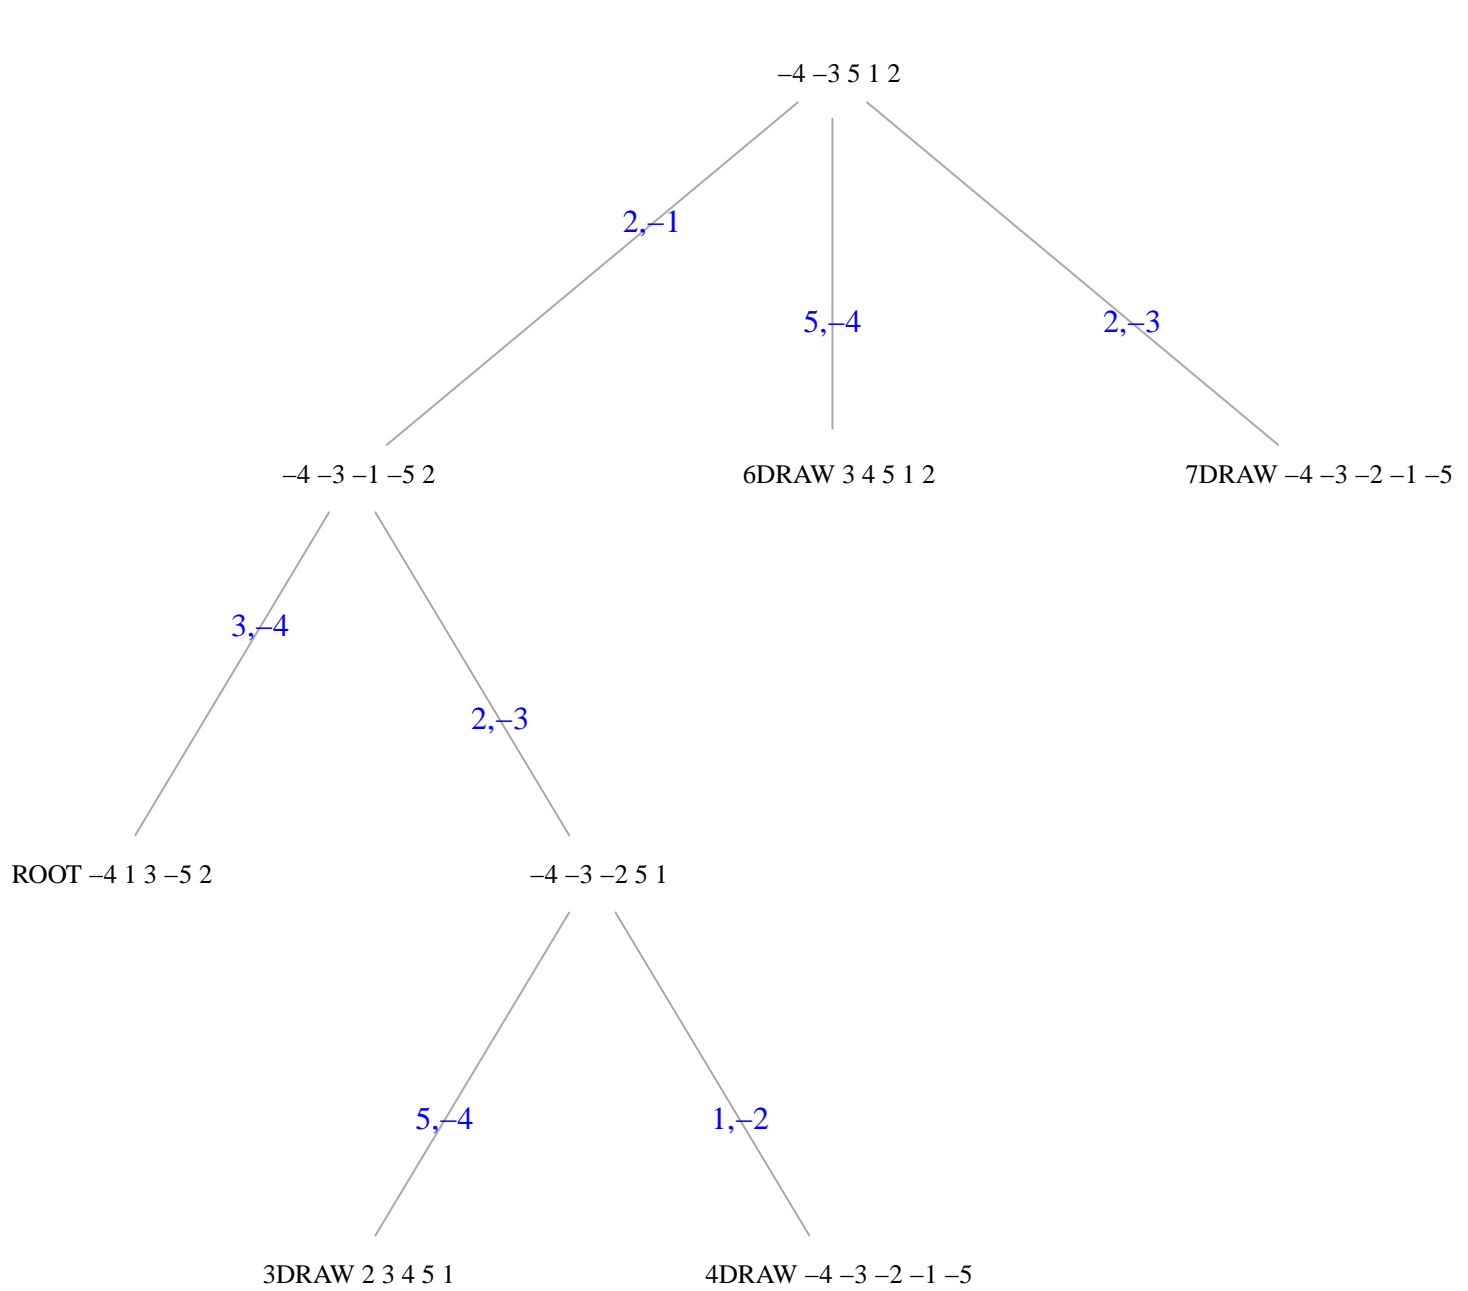 –4 –3 5 1 2
2,–1
5,–4
2,–3
–4 –3 –1 –5 2
6DRAW 3 4 5 1 2
7DRAW –4 –3 –2 –1 –5
3,–4
2,–3
ROOT –4 1 3 –5 2
–4 –3 –2 5 1
5,–4
1,–2
3DRAW 2 3 4 5 1
4DRAW –4 –3 –2 –1 –5